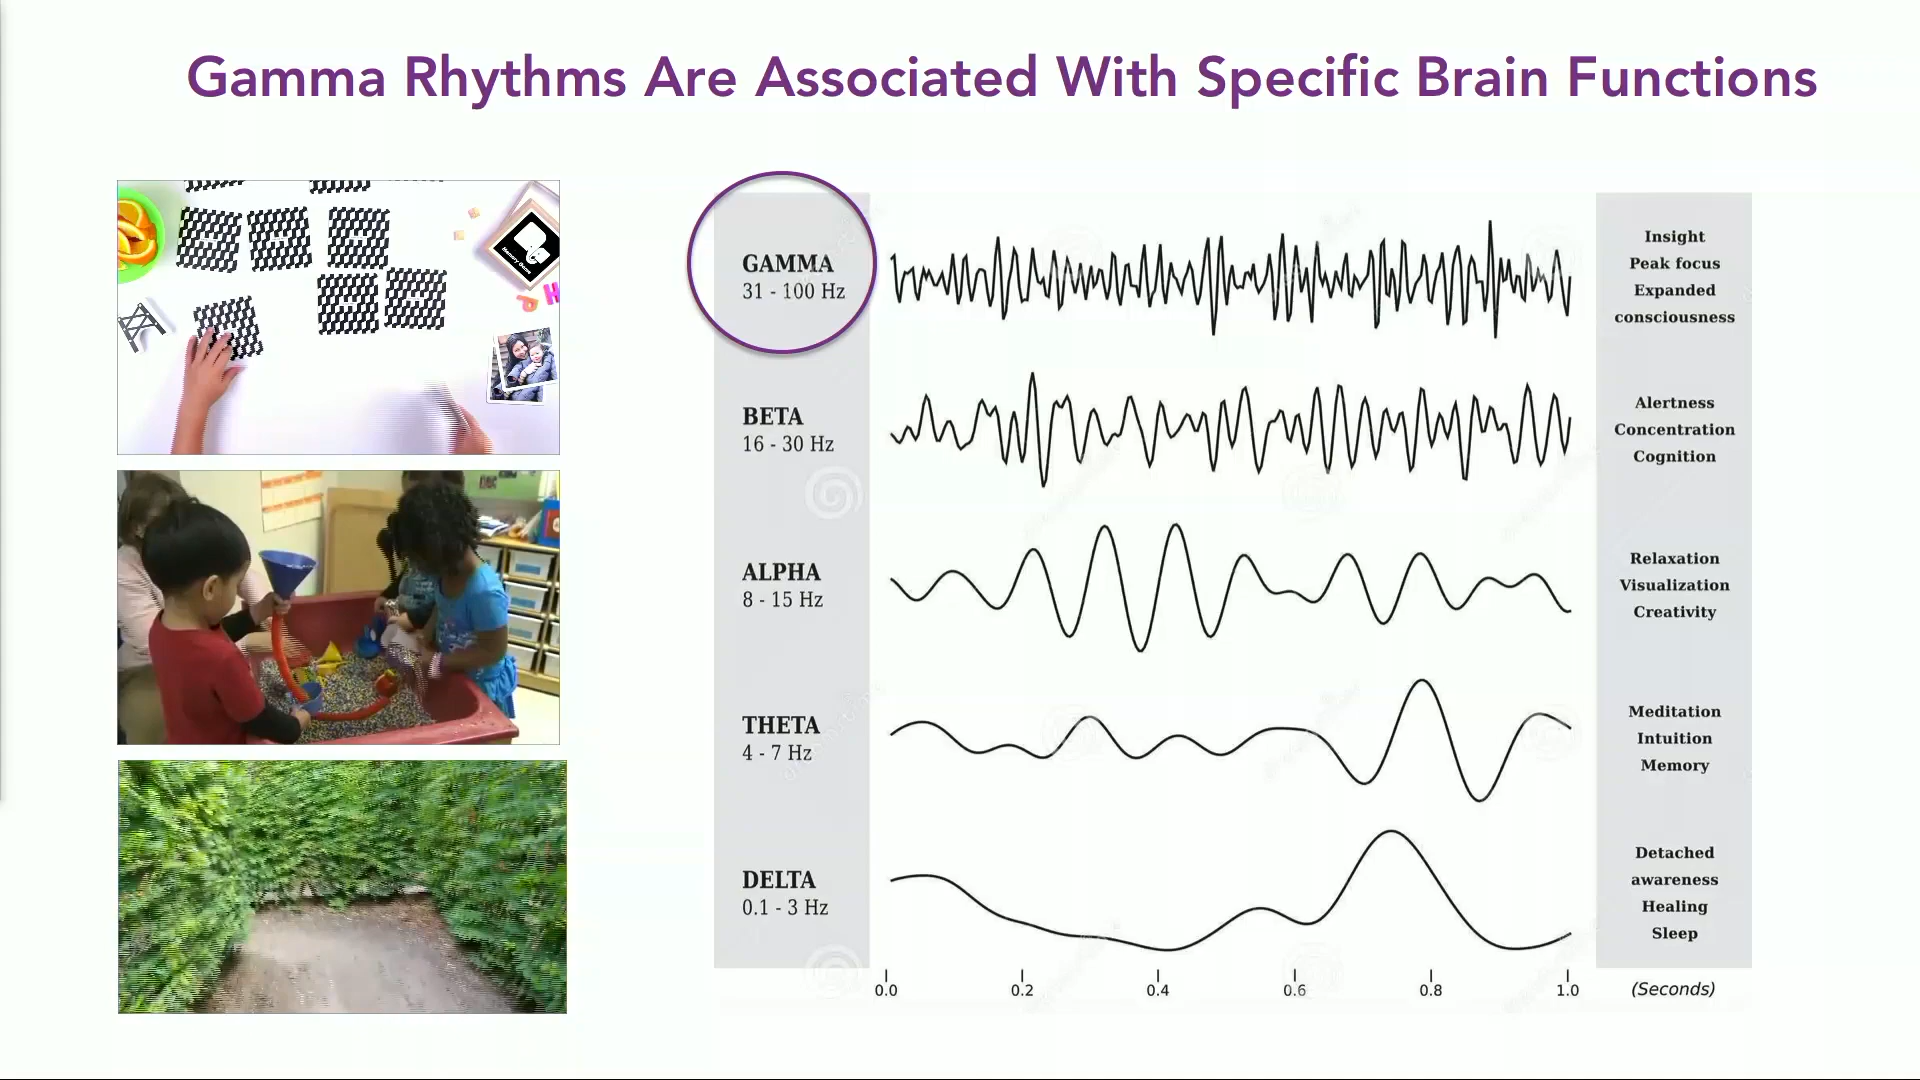 Gamma Rhythms Are Associated With Specific Brain Functions
Memory Game
GAMMA
31 - 100 Hz
Insight
Peak focus
Expanded
consciousness
BETA
16 - 30 Hz
Alertness
Concentration
Cognition
ALPHA
8 - 15 Hz
Relaxation
Visualization
Creativity
THETA
4 - 7 Hz
Meditation
Intuition
Memory
DELTA
0.1 - 3 Hz
Detached
awareness
Healing
Sleep
0.0 0.2 0.4 0.6 0.8 1.0 (Seconds)